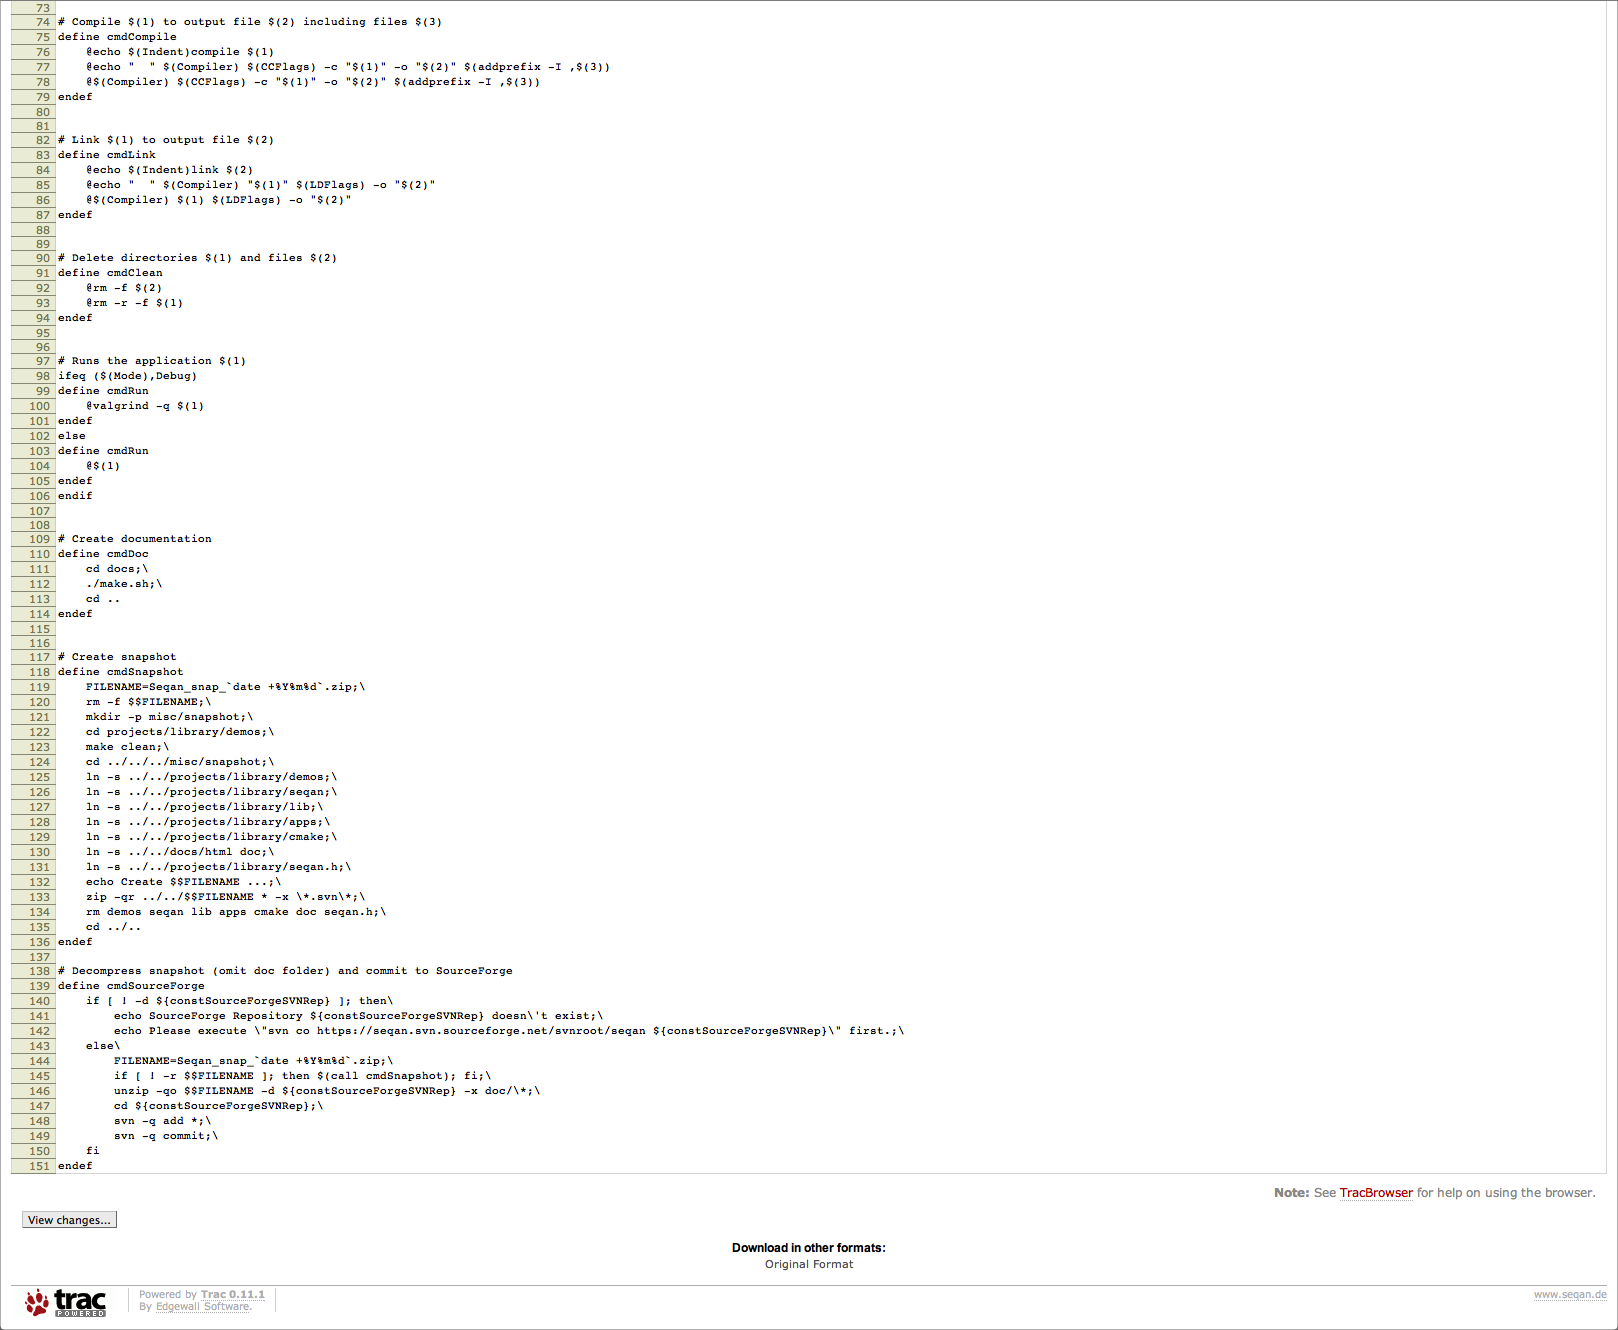 73
74 # Compile $(1) to output file $(2) including files $(3)
75 define cmdCompile
76     @echo $(Indent)compile $(1)
77     @echo "  " $(Compiler) $(CCFlags) -c "$(1)" -o "$(2)" $(addprefix -I ,$(3))
78     @$(Compiler) $(CCFlags) -c "$(1)" -o "$(2)" $(addprefix -I ,$(3))
79 endef
80
81
82 # Link $(1) to output file $(2)
83 define cmdLink
84     @echo $(Indent)link $(2)
85     @echo "  " $(Compiler) "$(1)" $(LDFlags) -o "$(2)"
86     @$(Compiler) $(1) $(LDFlags) -o "$(2)"
87 endef
88
89
90 # Delete directories $(1) and files $(2)
91 define cmdClean
92     @rm -f $(2)
93     @rm -r -f $(1)
94 endef
95
96
97 # Runs the application $(1)
98 ifeq ($(Mode),Debug)
99 define cmdRun
100     @valgrind -q $(1)
101 endef
102 else
103 define cmdRun
104     @$(1)
105 endef
106 endif
107
108
109 # Create documentation
110 define cmdDoc
111     cd docs;\
112     ./make.sh;\
113     cd ..
114 endef
115
116
117 # Create snapshot
118 define cmdSnapshot
119     FILENAME=Seqan_snap_`date +%Y%m%d`.zip;\
120     rm -f $$FILENAME;\
121     mkdir -p misc/snapshot;\
122     cd projects/library/demos;\
123     make clean;\
124     cd ../../../misc/snapshot;\
125     ln -s ../../projects/library/demos;\
126     ln -s ../../projects/library/seqan;\
127     ln -s ../../projects/library/lib;\
128     ln -s ../../projects/library/apps;\
129     ln -s ../../projects/library/cmake;\
130     ln -s ../../docs/html doc;\
131     ln -s ../../projects/library/seqan.h;\
132     echo Create $$FILENAME ...;\
133     zip -qr ../../$$FILENAME * -x \*.svn\*;\
134     rm demos seqan lib apps cmake doc seqan.h;\
135     cd ../..
136 endef
137
138 # Decompress snapshot (omit doc folder) and commit to SourceForge
139 define cmdSourceForge
140     if [ ! -d ${constSourceForgeSVNRep} ]; then\
141         echo SourceForge Repository ${constSourceForgeSVNRep} doesn\'t exist;\
142         echo Please execute \"svn co https://seqan.svn.sourceforge.net/svnroot/seqan ${constSourceForgeSVNRep}\" first.;\
143     else\
144         FILENAME=Seqan_snap_`date +%Y%m%d`.zip;\
145         if [ ! -r $$FILENAME ]; then $(call cmdSnapshot); fi;\
146         unzip -qo $$FILENAME -d ${constSourceForgeSVNRep} -x doc/\*;\
147         cd ${constSourceForgeSVNRep};\
148         svn -q add *;\
149         svn -q commit;\
150     fi
151 endef
Note: See TracBrowser for help on using the browser.
View changes...
Download in other formats:
Original Format
trac POWERED
Powered by Trac 0.11.1
By Edgewall Software.
www.seqan.de